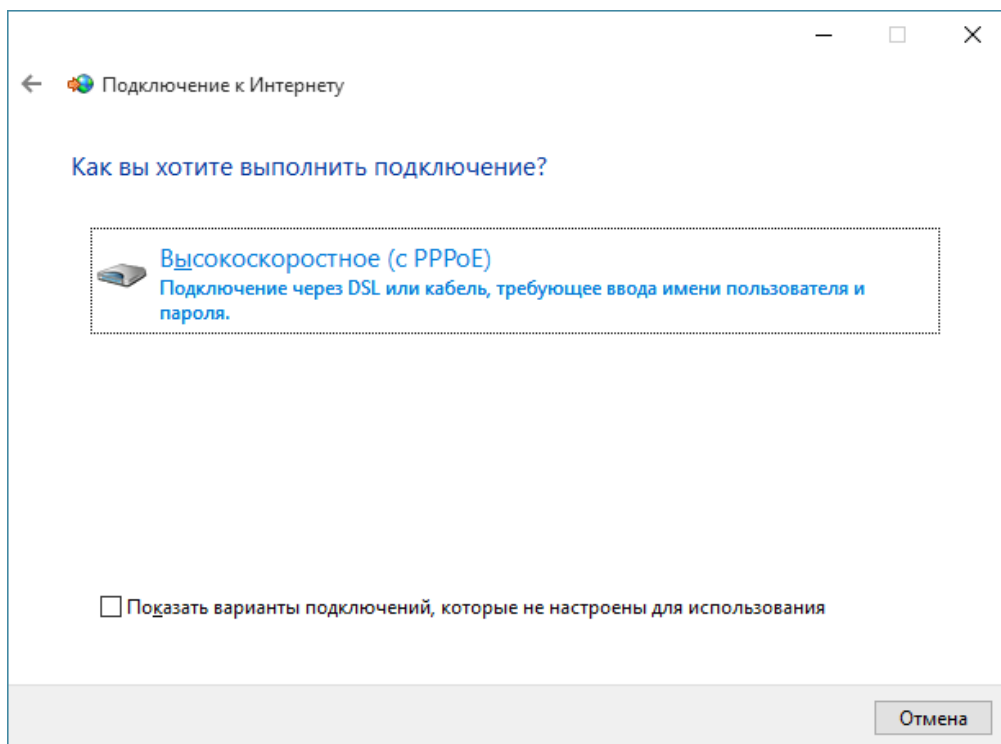 Подключение к Интернету
Как вы хотите выполнить подключение?
Высокоскоростное (с PPPoE)
Подключение через DSL или кабель, требующее ввода имени пользователя и
пароля.
Показать варианты подключений, которые не настроены для использования
Отмена